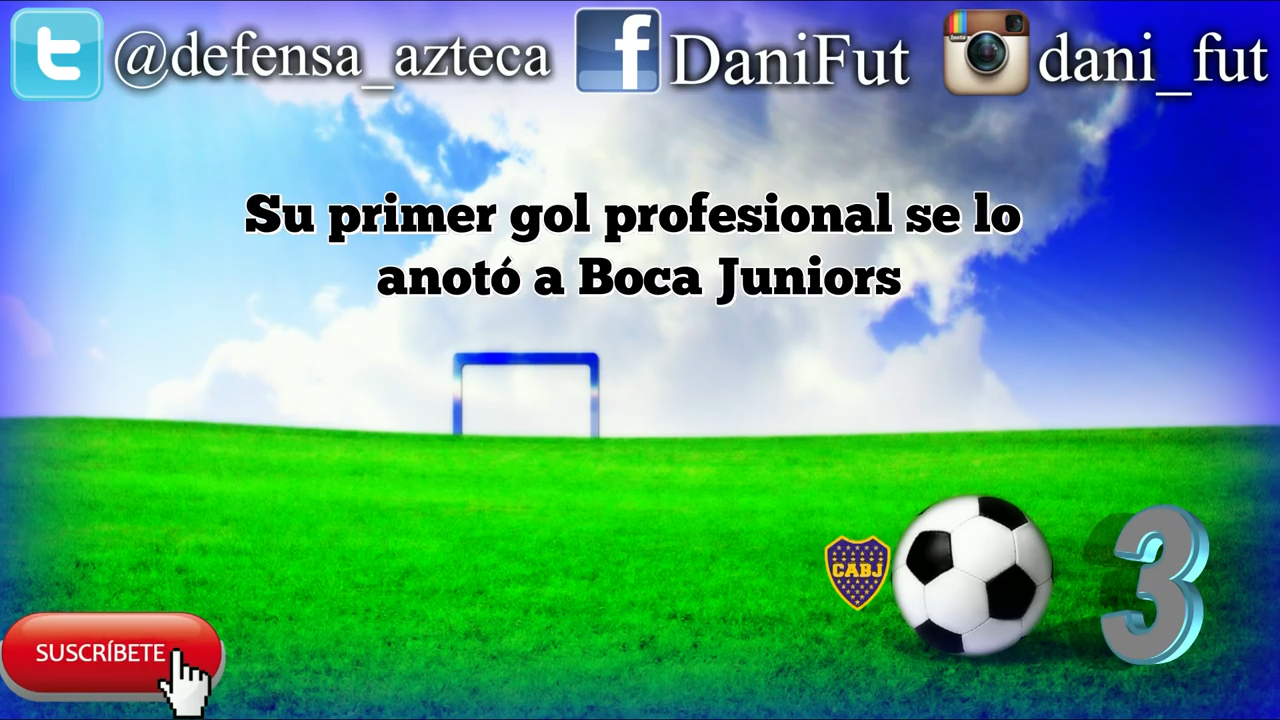 @defensa_azteca DaniFut dani_fut
Su primer gol profesional se lo
anotó a Boca Juniors
CABJ
3
SUSCRÍBETE